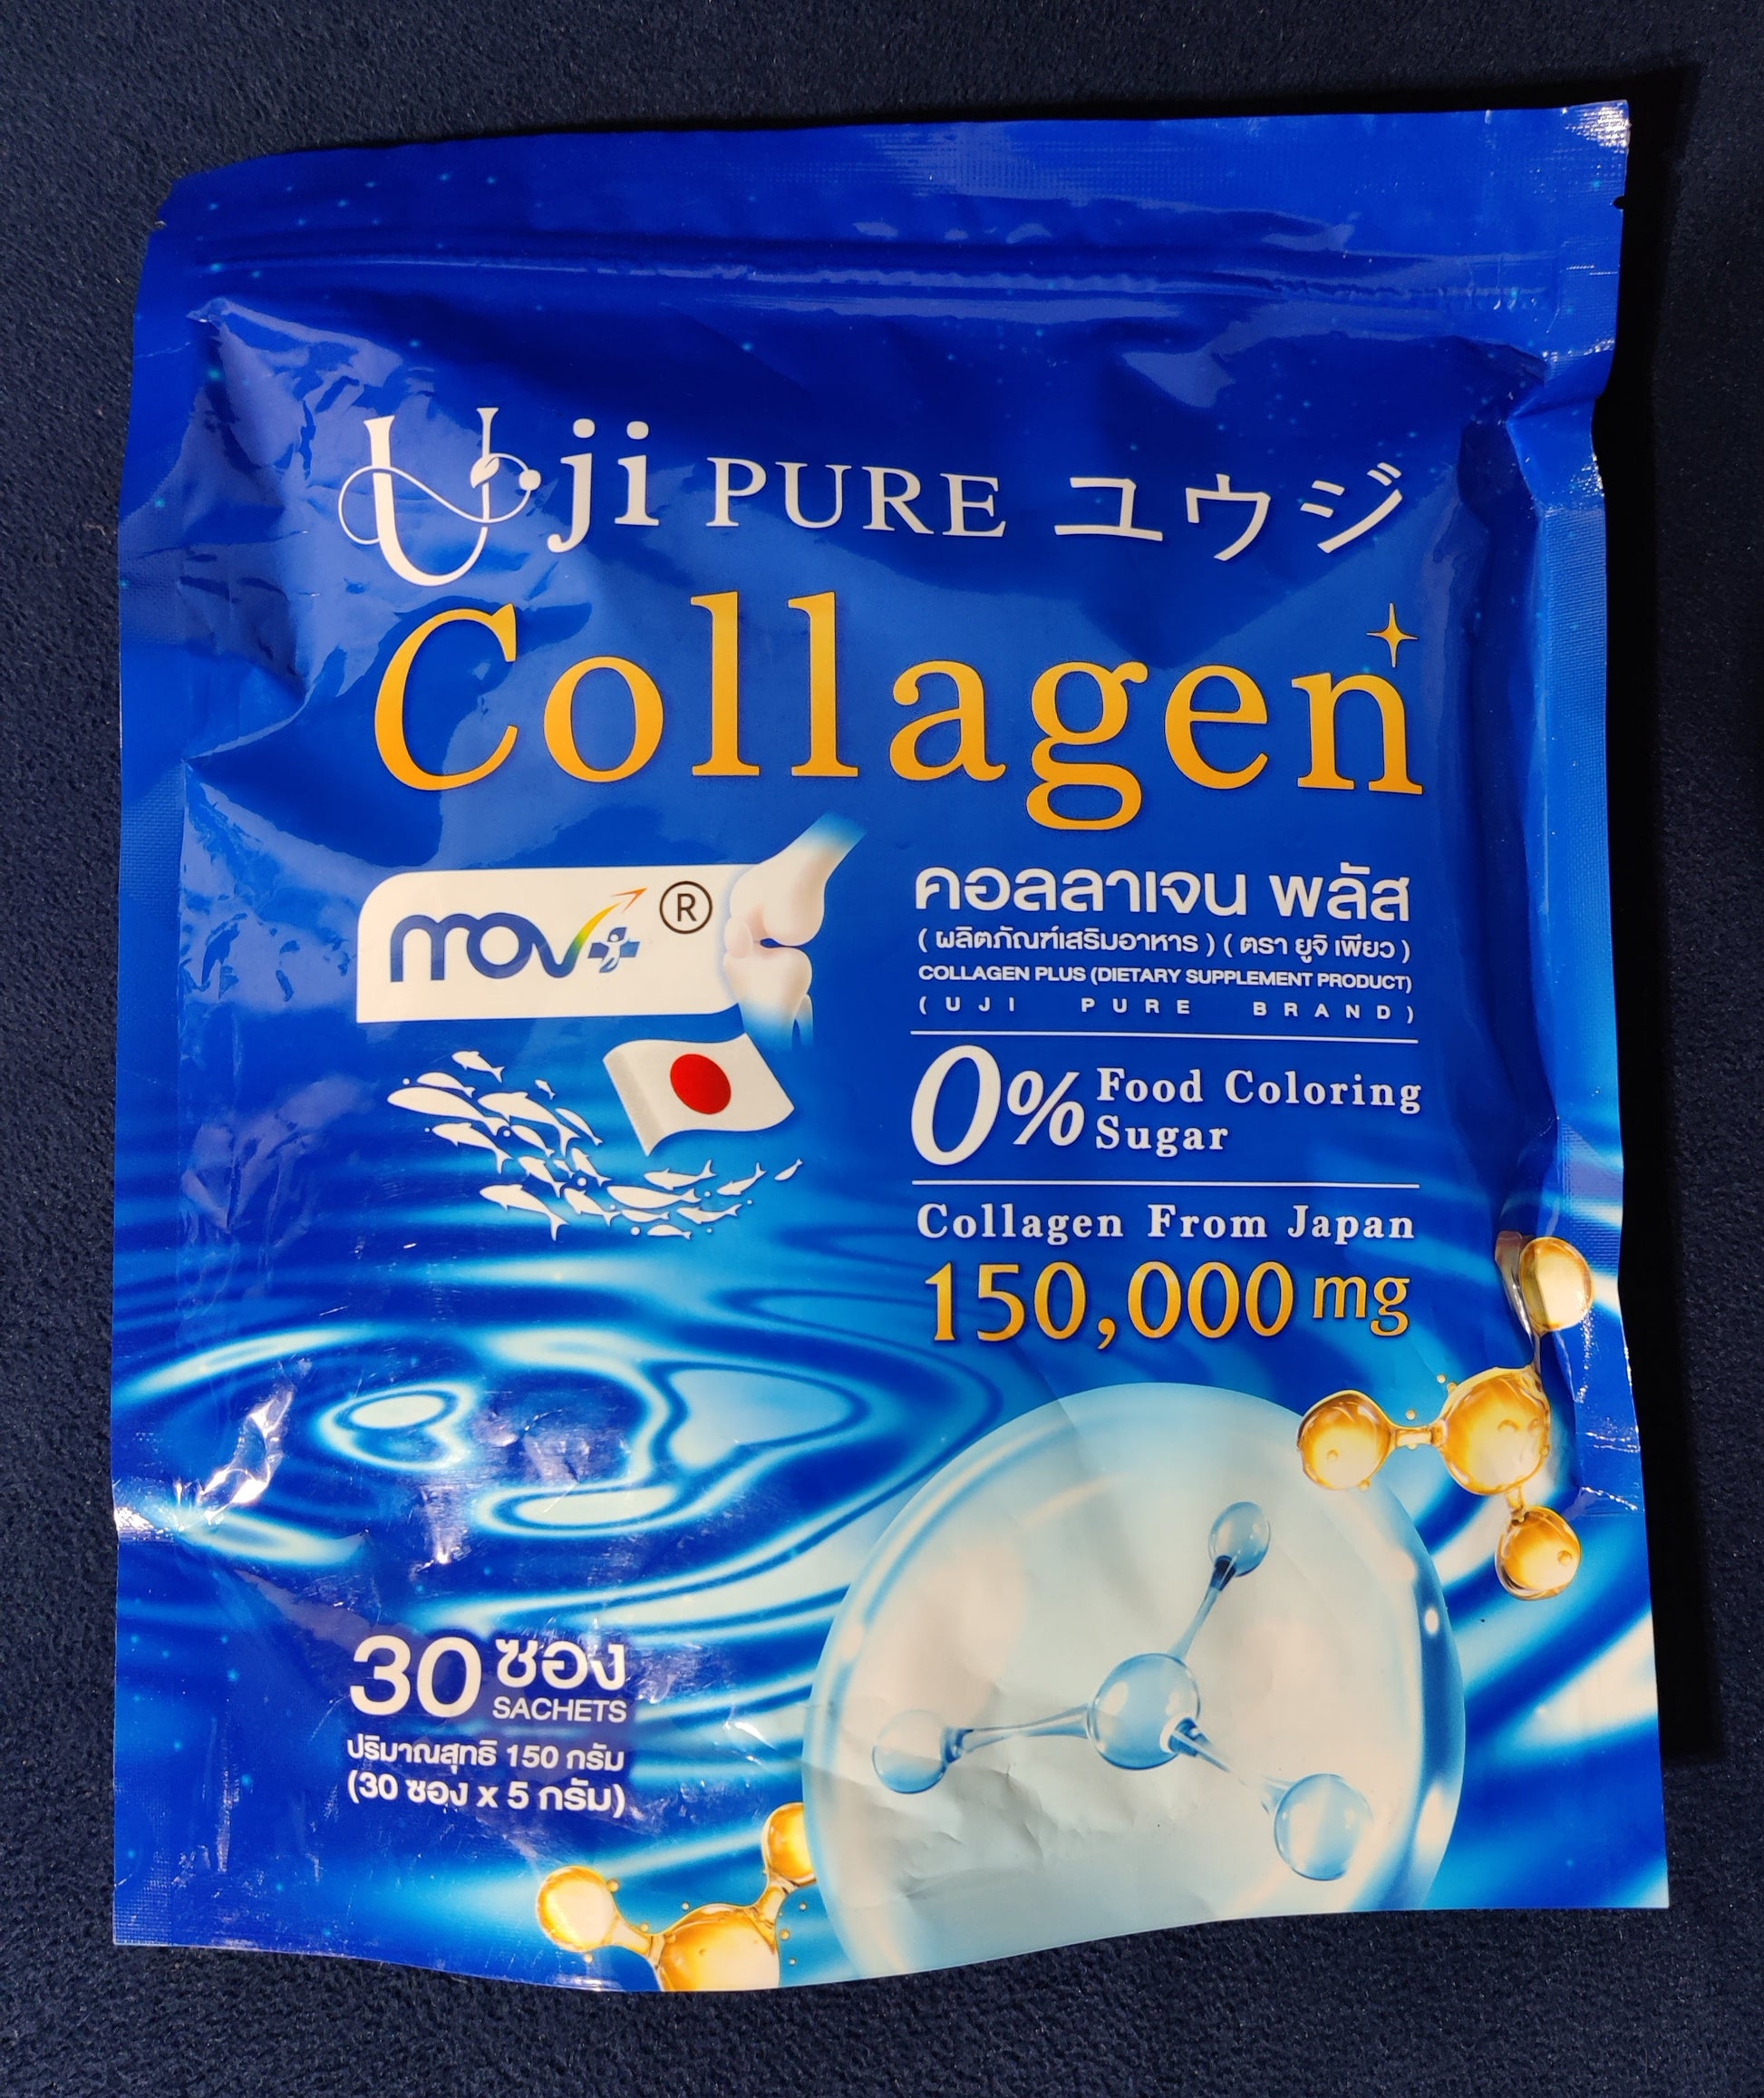 Uji PURE ユウジ
Collagen
mov+ ®
คอลลาเจน พลัส
( ผลิตภัณฑ์เสริมอาหาร ) ( ตรา ยูจิ เพียว )
COLLAGEN PLUS (DIETARY SUPPLEMENT PRODUCT)
( UJI PURE BRAND )
0% Food Coloring
Sugar
Collagen From Japan
150,000 mg
30 ซอง
SACHETS
ปริมาณสุทธิ 150 กรัม
(30 ซอง x 5 กรัม)